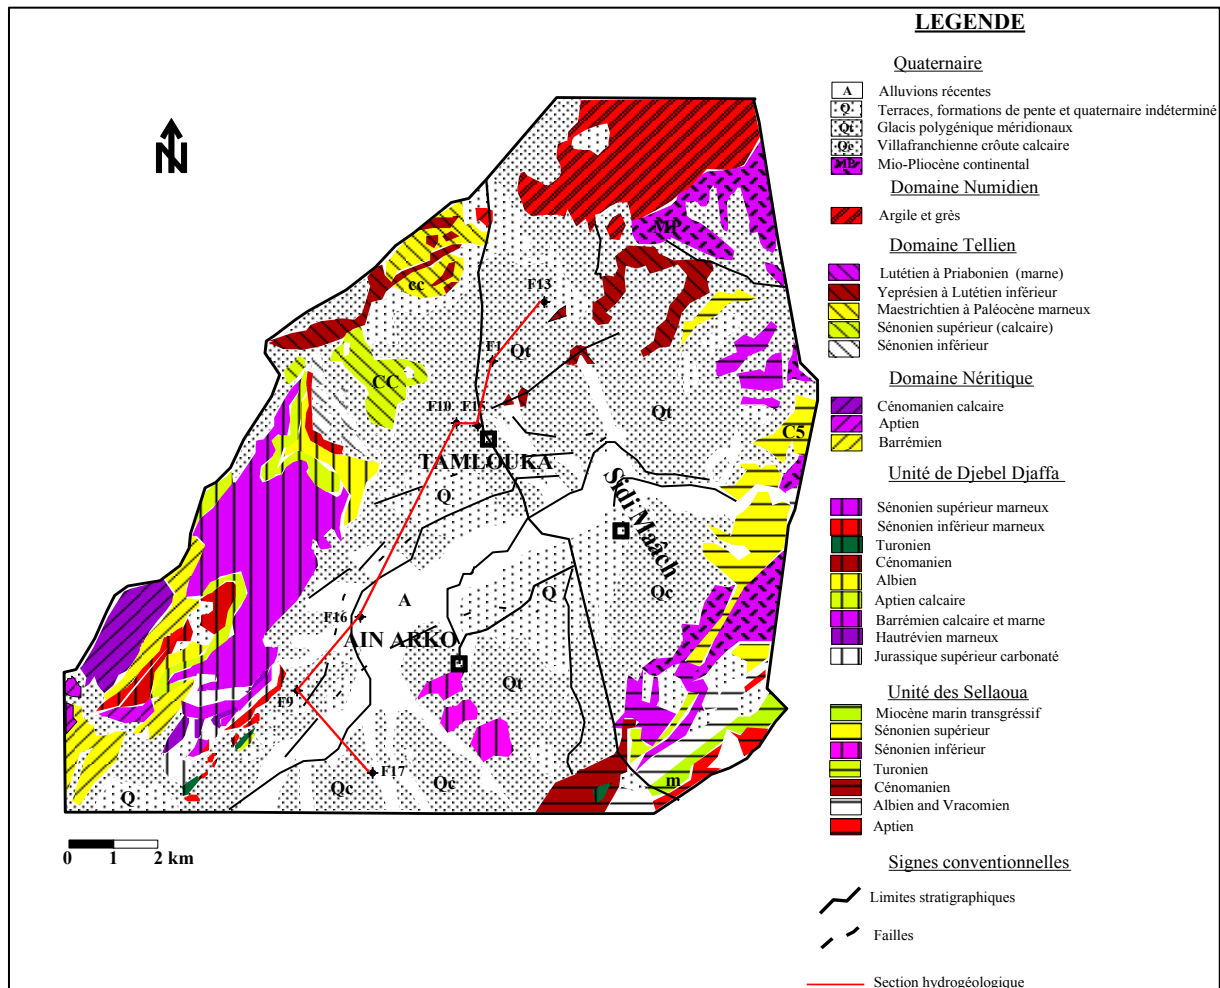 LEGENDE
Quaternaire
A Alluvions récentes
Q Terraces, formations de pente et quaternaire indéterminé
Qt Glacis polygénique méridionaux
Qc Villafranchienne croûte calcaire
MP Mio-Pliocène continental
Domaine Numidien
Argile et grès
Domaine Tellien
Lutétien à Priabonien (marne)
Yeprésien à Lutétien inférieur
Maestrichtien à Paléocène marneux
Sénonien supérieur (calcaire)
Sénonien inférieur
Domaine Néritique
Cénomanien calcaire
Aptien
Barrémien
Unité de Djebel Djaffa
Sénonien supérieur marneux
Sénonien inférieur marneux
Turonien
Cénomanien
Albien
Aptien calcaire
Barrémien calcaire et marne
Hautrévien marneux
Jurassique supérieur carbonaté
Unité des Sellaoua
Miocène marin transgréssif
Sénonien supérieur
Sénonien inférieur
Turonien
Cénomanien
Albien and Vracomien
Aptien
Signes conventionnelles
Limites stratigraphiques
Failles
Section hydrogéologique
N
MP
cc
F13
F1
Qt
CC
F10
F1
Qt
C5
TAMLOUKA
Q
Sidi Maâch
Qc
Q
A
F16
AIN ARKO
Qt
F9
F17
Qc
Qc
Q
m
0 1 2 km